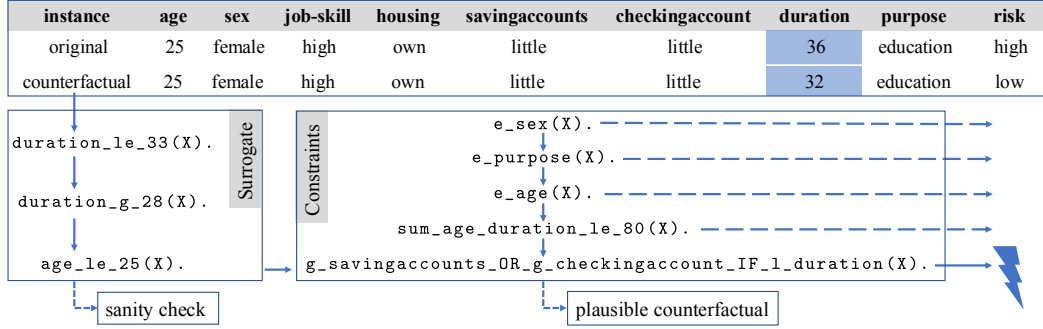 instance age sex job-skill housing savingaccounts checkingaccount duration purpose risk
original 25 female high own little little 36 education high
counterfactual 25 female high own little little 32 education low
duration_le_33(X).
duration_g_28(X).
age_le_25(X).
Surrogate
sanity check
Constraints
e_sex(X).
e_purpose(X).
e_age(X).
sum_age_duration_le_80(X).
g_savingaccounts_OR_g_checkingaccount_IF_l_duration(X).
plausible counterfactual